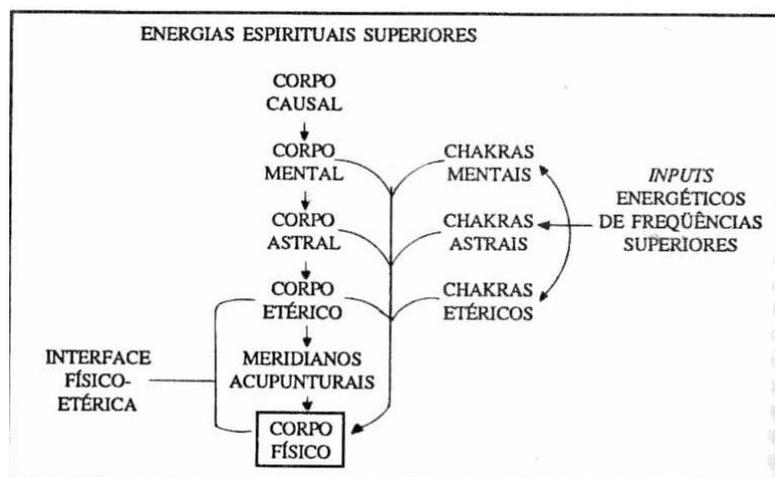 ENERGIAS ESPIRITUAIS SUPERIORES
CORPO
CAUSAL
CORPO
MENTAL
CHAKRAS
MENTAIS
INPUTS
ENERGÉTICOS
DE FREQÜÊNCIAS
SUPERIORES
CORPO
ASTRAL
CHAKRAS
ASTRAIS
CORPO
ETÉRICO
CHAKRAS
ETÉRICOS
INTERFACE
FÍSICO-
ETÉRICA
MERIDIANOS
ACUPUNTURAIS
CORPO
FÍSICO